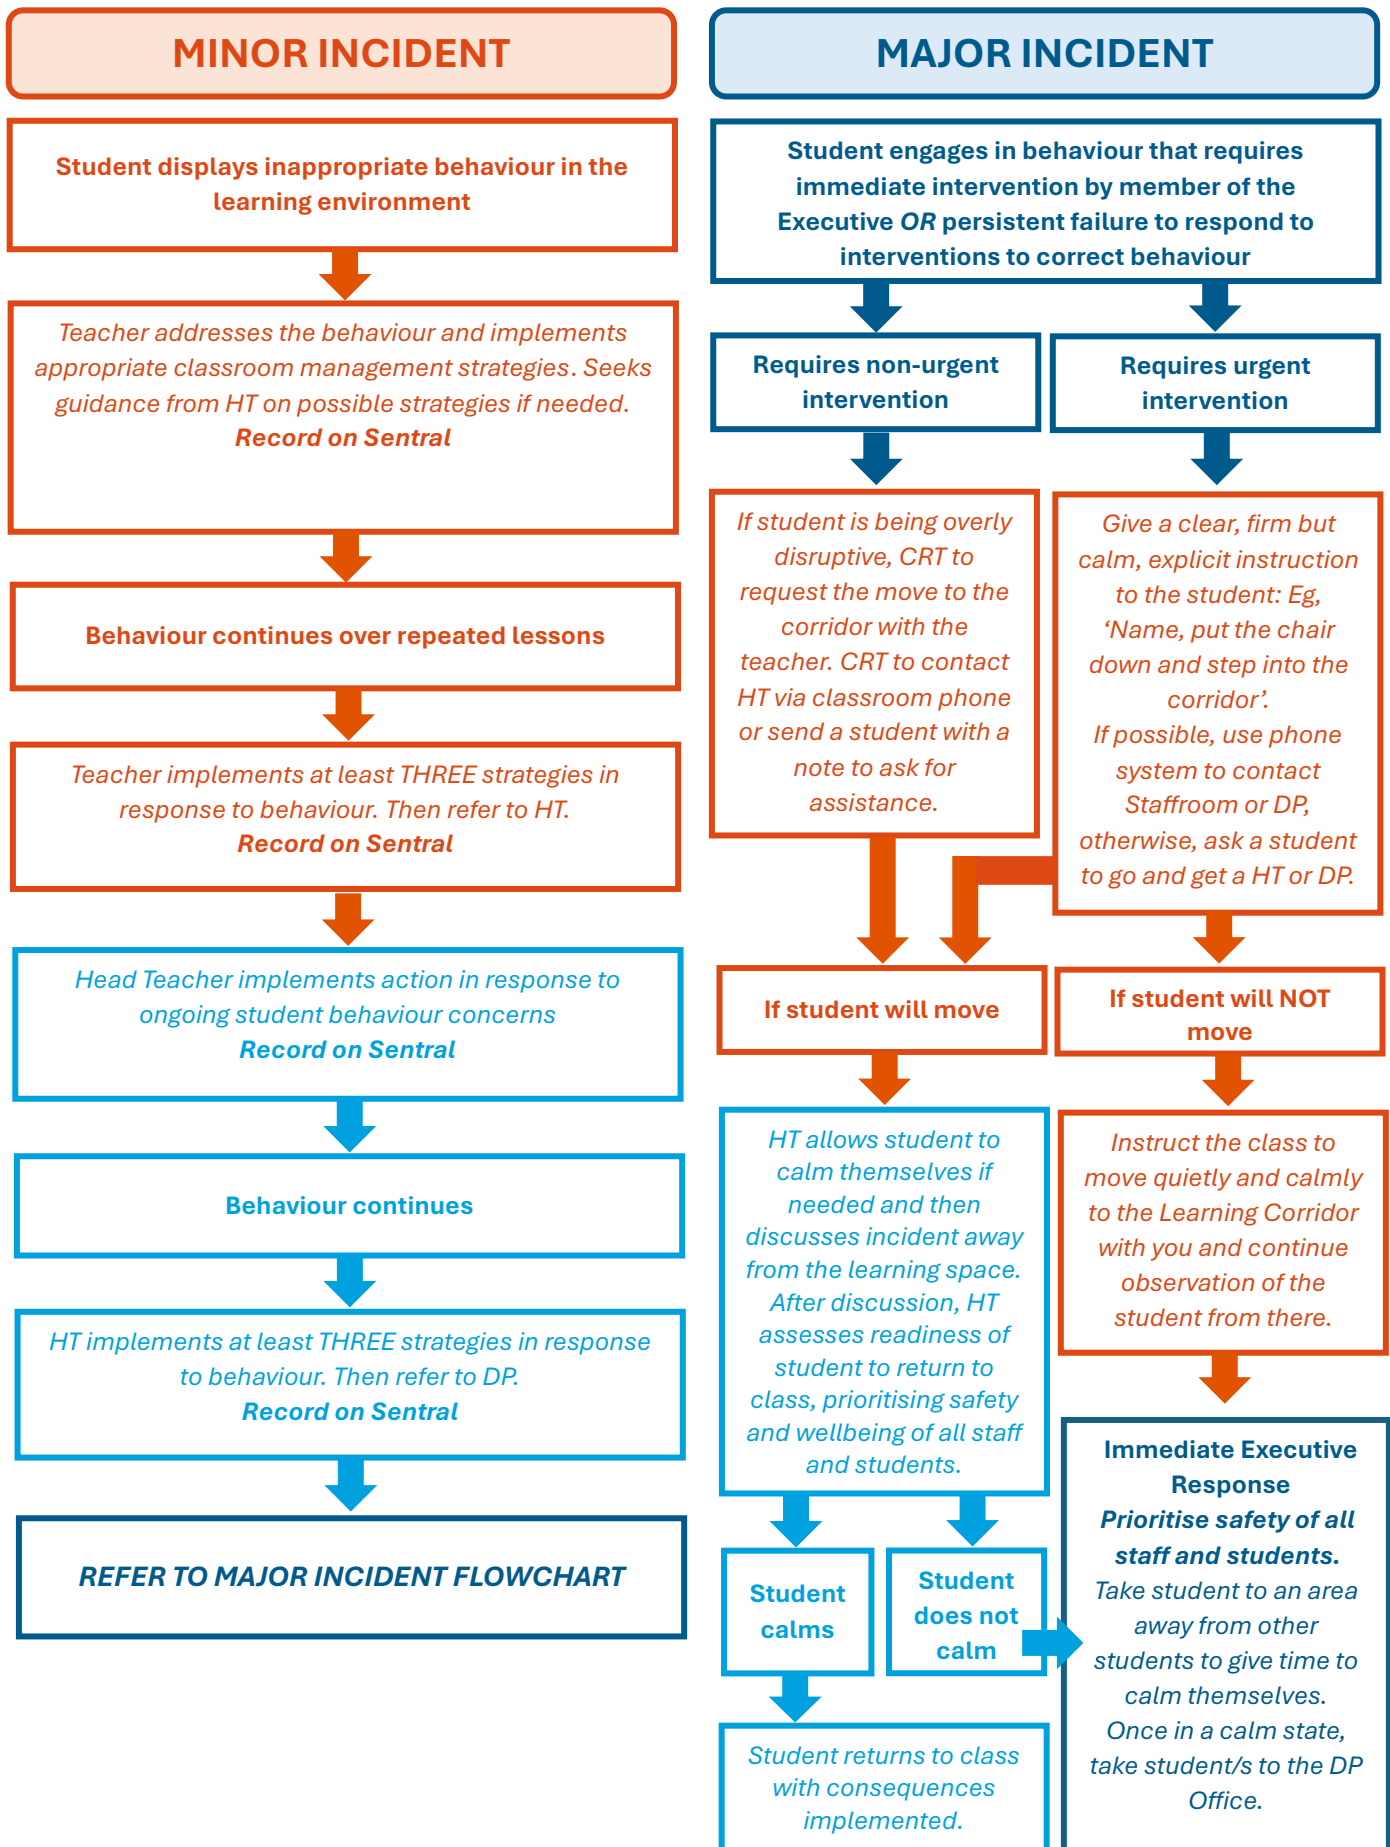 MINOR INCIDENT
Student displays inappropriate behaviour in the
learning environment
Teacher addresses the behaviour and implements
appropriate classroom management strategies. Seeks
guidance from HT on possible strategies if needed.
Record on Sentral
Behaviour continues over repeated lessons
Teacher implements at least THREE strategies in
response to behaviour. Then refer to HT.
Record on Sentral
Head Teacher implements action in response to
ongoing student behaviour concerns
Record on Sentral
Behaviour continues
HT implements at least THREE strategies in response
to behaviour. Then refer to DP.
Record on Sentral
REFER TO MAJOR INCIDENT FLOWCHART
MAJOR INCIDENT
Student engages in behaviour that requires
immediate intervention by member of the
Executive OR persistent failure to respond to
interventions to correct behaviour
Requires non-urgent
intervention
Requires urgent
intervention
If student is being overly
disruptive, CRT to
request the move to the
corridor with the
teacher. CRT to contact
HT via classroom phone
or send a student with a
note to ask for
assistance.
Give a clear, firm but
calm, explicit instruction
to the student: Eg,
‘Name, put the chair
down and step into the
corridor’.
If possible, use phone
system to contact
Staffroom or DP,
otherwise, ask a student
to go and get a HT or DP.
If student will move
If student will NOT
move
HT allows student to
calm themselves if
needed and then
discusses incident away
from the learning space.
After discussion, HT
assesses readiness of
student to return to
class, prioritising safety
and wellbeing of all staff
and students.
Instruct the class to
move quietly and calmly
to the Learning Corridor
with you and continue
observation of the
student from there.
Student
calms
Student
does not
calm
Immediate Executive
Response
Prioritise safety of all
staff and students.
Take student to an area
away from other
students to give time to
calm themselves.
Once in a calm state,
take student/s to the DP
Office.
Student returns to class
with consequences
implemented.